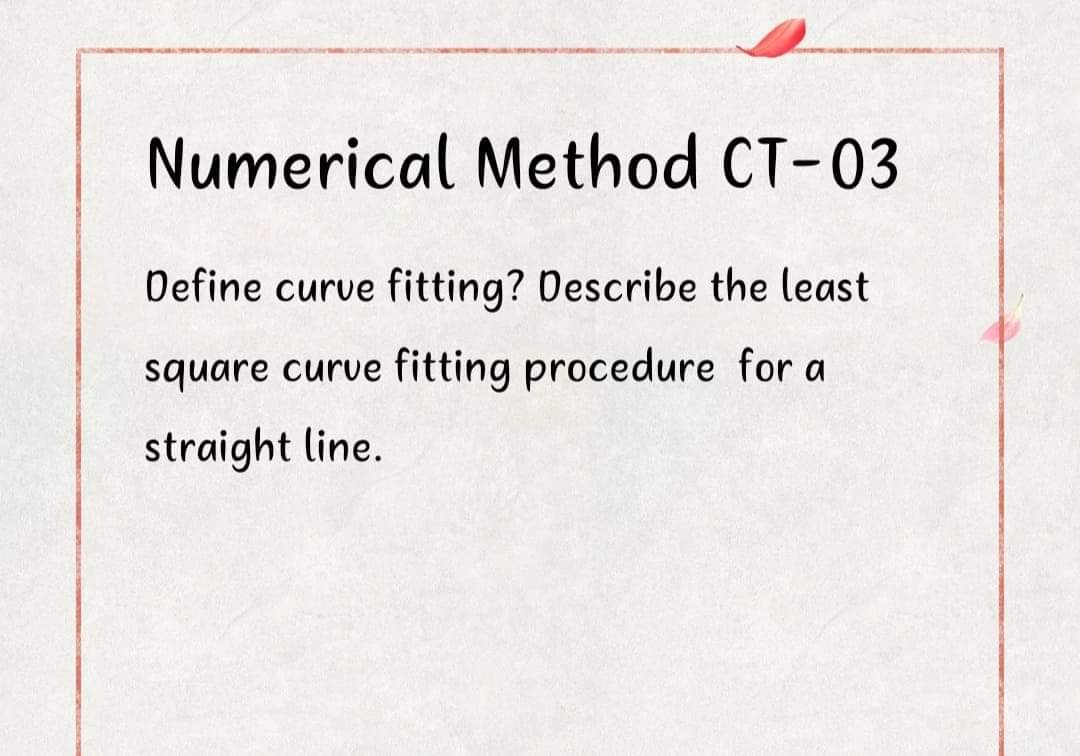 Numerical Method CT-03
Define curve fitting? Describe the least
square curve fitting procedure for a
straight line.